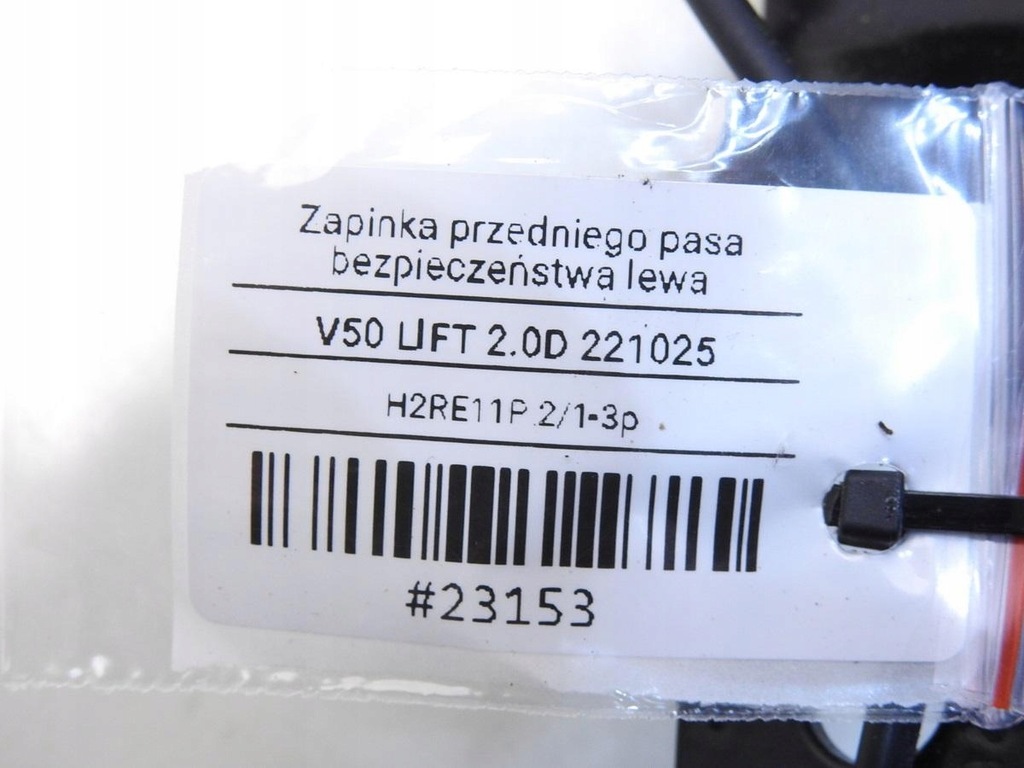 Zapinka przedniego pasa
bezpieczeństwa lewa
V50 LIFT 2.0D 221025
H2RE11P 2/1-3p
#23153